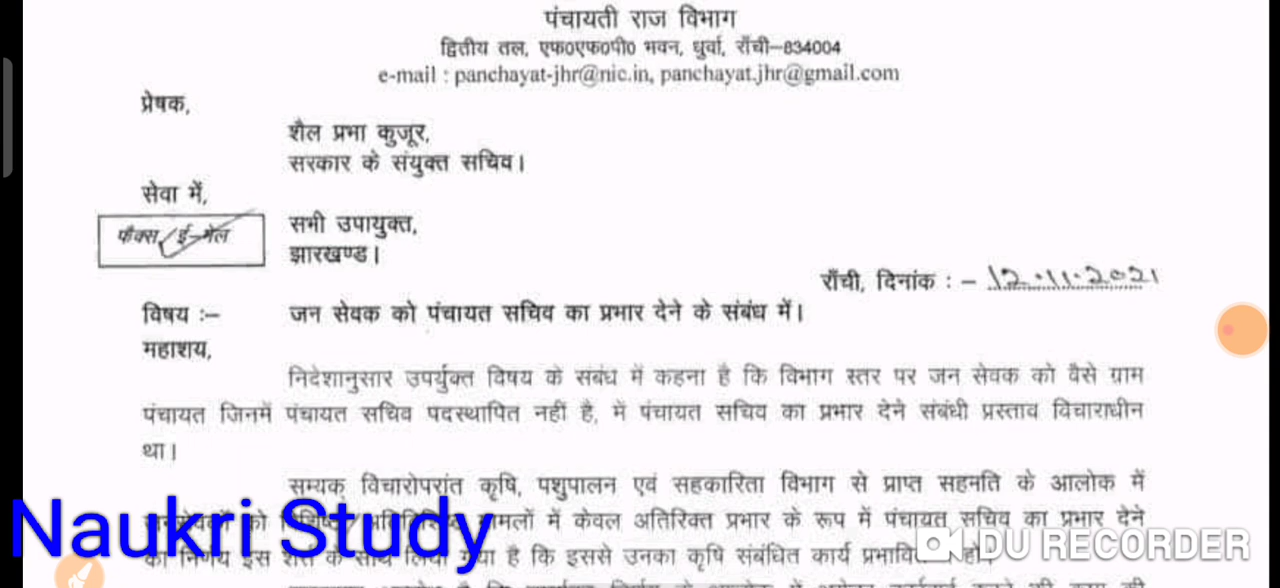 पंचायती राज विभाग
द्वितीय तल, एफ०एफ०पी० भवन, धुर्वा, राँची–834004
e-mail : panchayat-jhr@nic.in, panchayat.jhr@gmail.com
प्रेषक,
शैल प्रभा कुजूर,
सरकार के संयुक्त सचिव।
सेवा में,
फैक्स/ई-मेल
सभी उपायुक्त,
झारखण्ड।
राँची, दिनांक : – 12.11.2021
विषय :– जन सेवक को पंचायत सचिव का प्रभार देने के संबंध में।
महाशय,
निदेशानुसार उपर्युक्त विषय के संबंध में कहना है कि विभाग स्तर पर जन सेवक को वैसे ग्राम
पंचायत जिनमें पंचायत सचिव पदस्थापित नहीं है, में पंचायत सचिव का प्रभार देने संबंधी प्रस्ताव विचाराधीन
था।
सम्यक् विचारोपरांत कृषि, पशुपालन एवं सहकारिता विभाग से प्राप्त सहमति के आलोक में
को मामलों में केवल अतिरिक्त प्रभार के रूप में पंचायत सचिव का प्रभार देने
का निर्णय इस शर्त के साथ लिया गया है कि इससे उनका कृषि संबंधित कार्य
Naukri Study
DU RECORDER